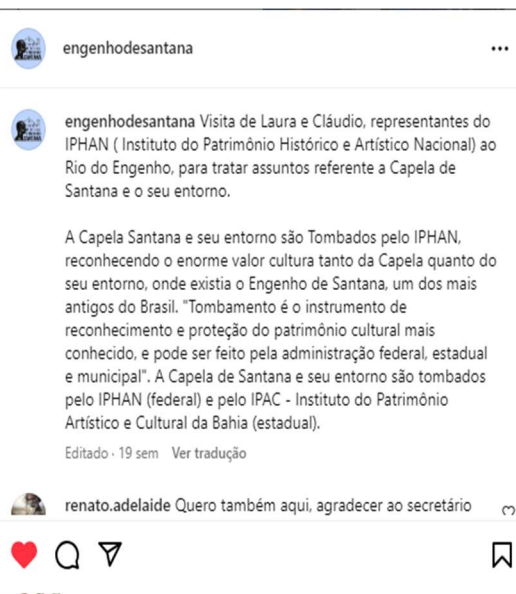 engenhodesantana
engenhodesantana Visita de Laura e Cláudio, representantes do
IPHAN ( Instituto do Patrimônio Histórico e Artístico Nacional) ao
Rio do Engenho, para tratar assuntos referente a Capela de
Santana e o seu entorno.
A Capela Santana e seu entorno são Tombados pelo IPHAN,
reconhecendo o enorme valor cultura tanto da Capela quanto do
seu entorno, onde existia o Engenho de Santana, um dos mais
antigos do Brasil. "Tombamento é o instrumento de
reconhecimento e proteção do patrimônio cultural mais
conhecido, e pode ser feito pela administração federal, estadual
e municipal". A Capela de Santana e seu entorno são tombados
pelo IPHAN (federal) e pelo IPAC - Instituto do Patrimônio
Artístico e Cultural da Bahia (estadual).
Editado · 19 sem Ver tradução
renato.adelaide Quero também aqui, agradecer ao secretário